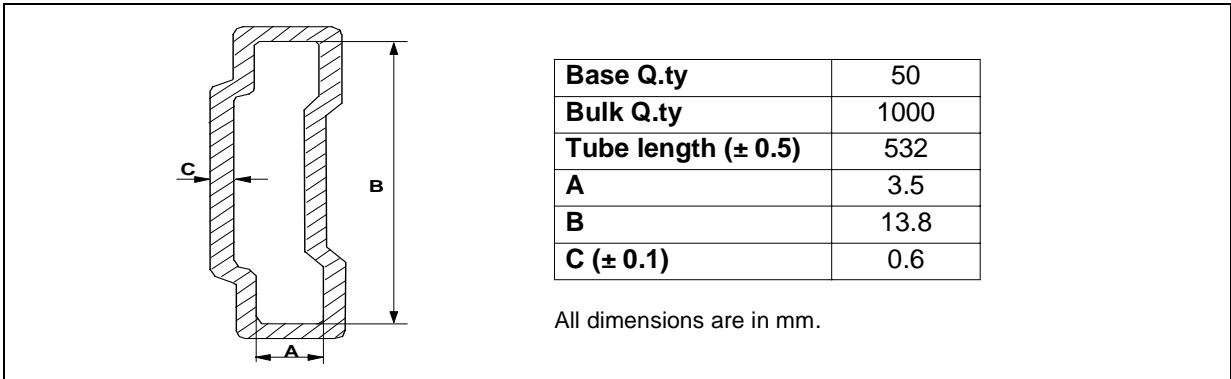 C
B
A
Base Q.ty 50
Bulk Q.ty 1000
Tube length (± 0.5) 532
A 3.5
B 13.8
C (± 0.1) 0.6
All dimensions are in mm.